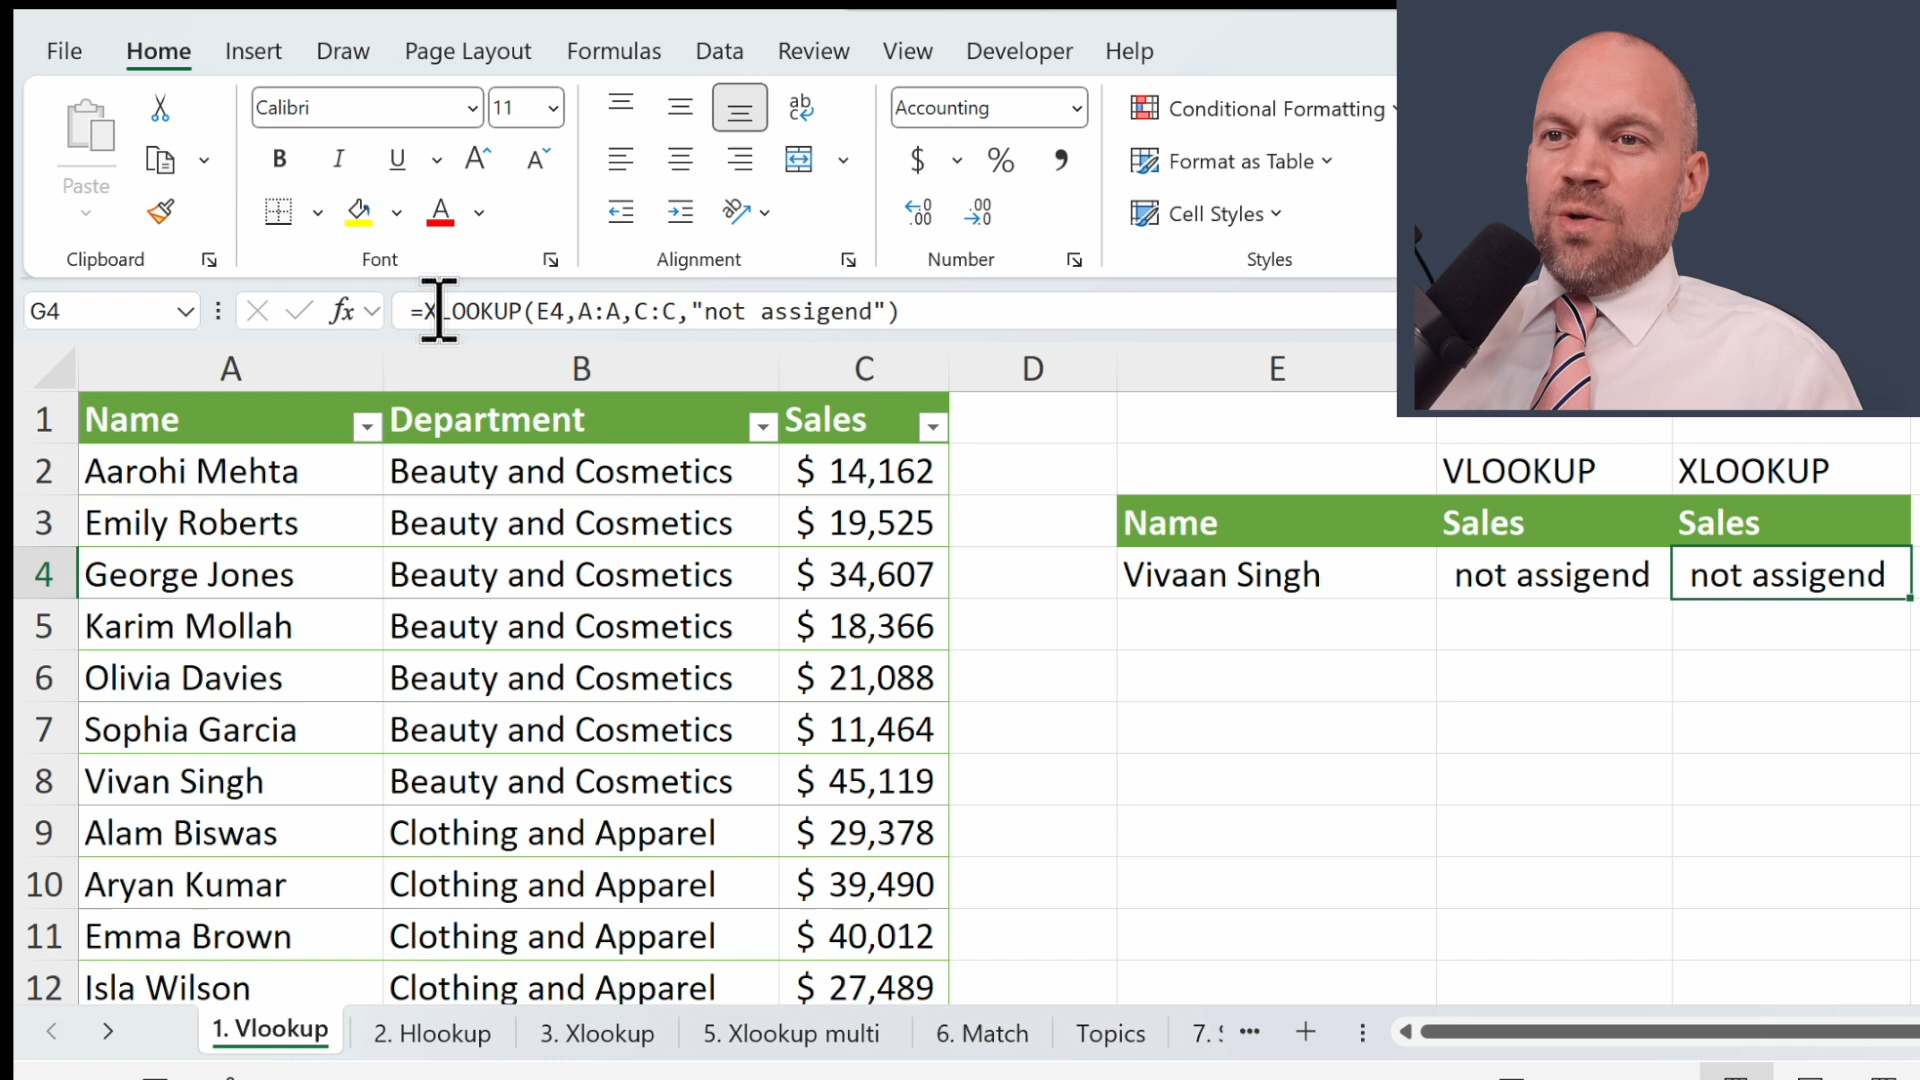 File Home Insert Draw Page Layout Formulas Data Review View Developer Help
Calibri 11 Accounting Conditional Formatting
B I U A A $ % Format as Table
Paste A ab .00 .00 Cell Styles
Clipboard Font Alignment Number Styles
G4 fx =XLOOKUP(E4,A:A,C:C,"not assigend")
A B C D E
1 Name Department Sales
2 Aarohi Mehta Beauty and Cosmetics $ 14,162 VLOOKUP XLOOKUP
3 Emily Roberts Beauty and Cosmetics $ 19,525 Name Sales Sales
4 George Jones Beauty and Cosmetics $ 34,607 Vivaan Singh not assigend not assigend
5 Karim Mollah Beauty and Cosmetics $ 18,366
6 Olivia Davies Beauty and Cosmetics $ 21,088
7 Sophia Garcia Beauty and Cosmetics $ 11,464
8 Vivan Singh Beauty and Cosmetics $ 45,119
9 Alam Biswas Clothing and Apparel $ 29,378
10 Aryan Kumar Clothing and Apparel $ 39,490
11 Emma Brown Clothing and Apparel $ 40,012
12 Isla Wilson Clothing and Apparel $ 27,489
1. Vlookup 2. Hlookup 3. Xlookup 5. Xlookup multi 6. Match Topics 7.